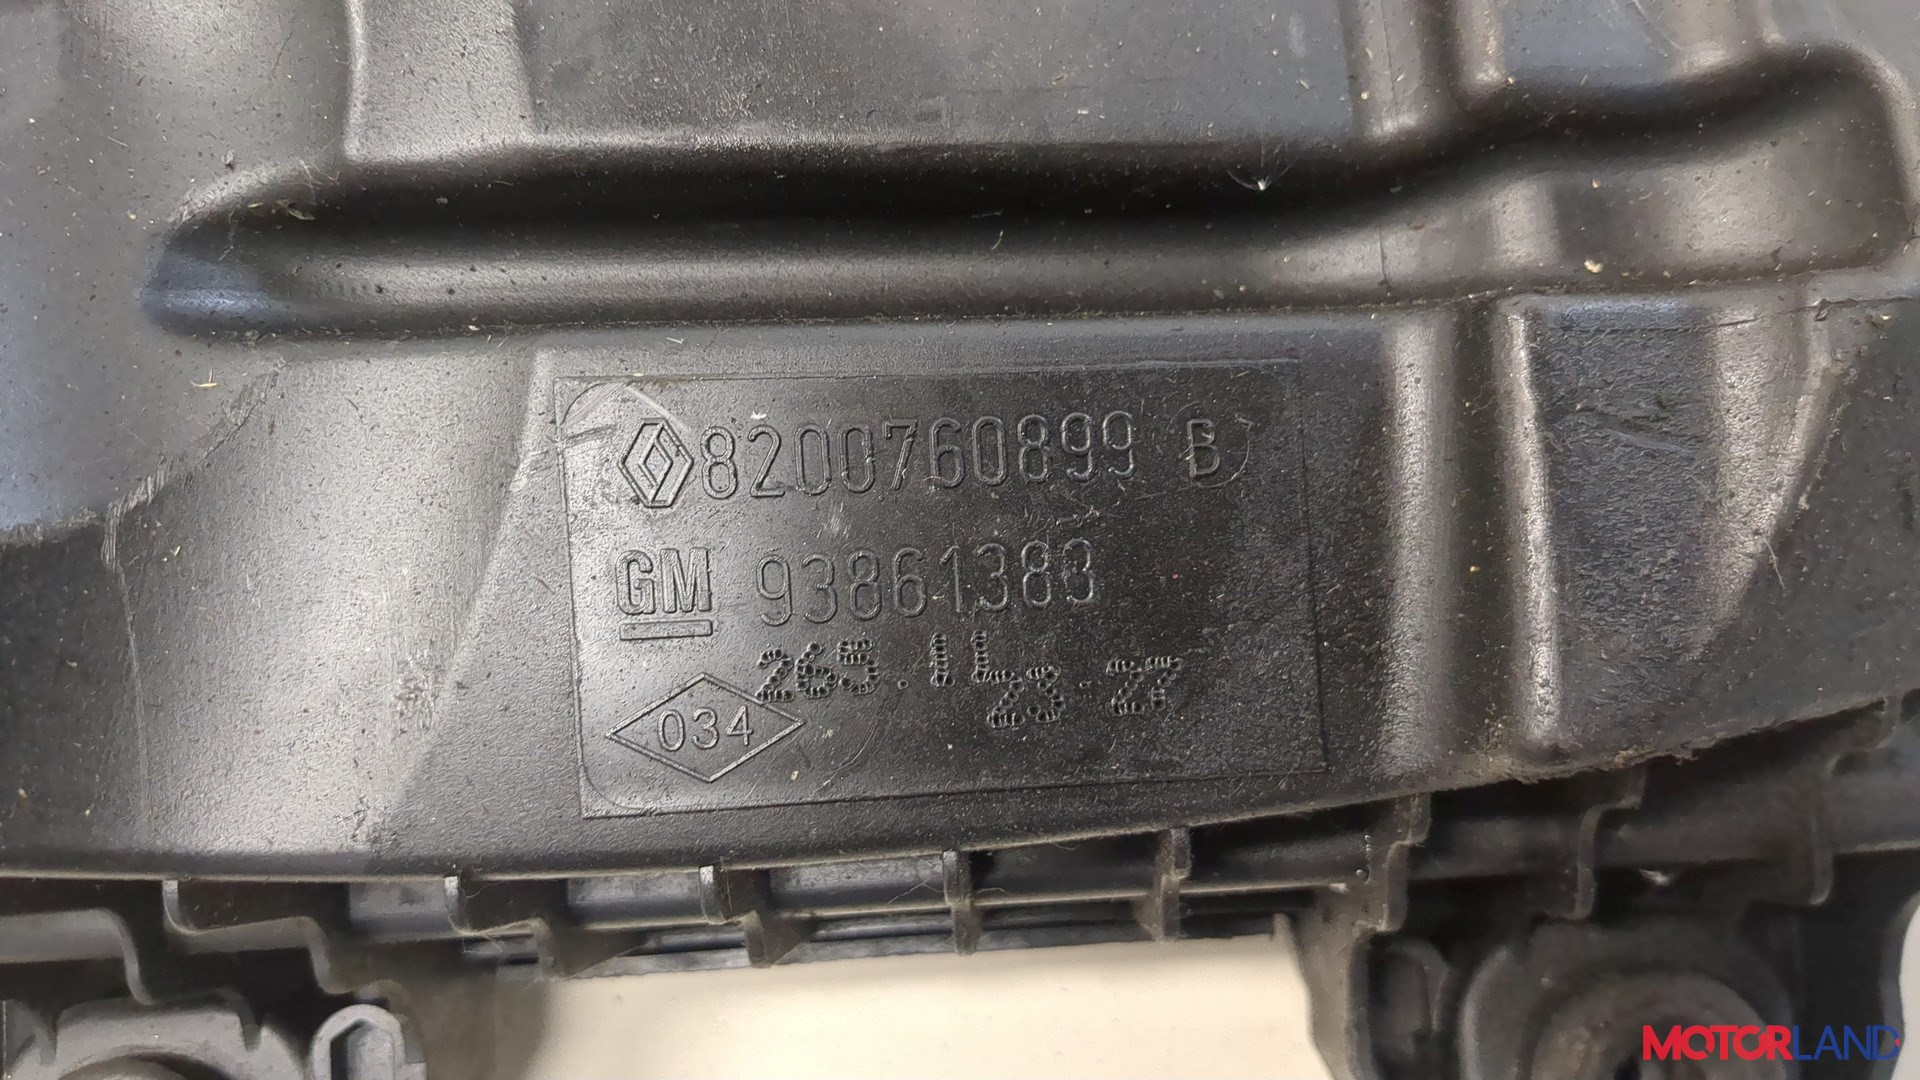 8200760899 B
GM 93861383
265.11 23.27
034
MOTORLAND